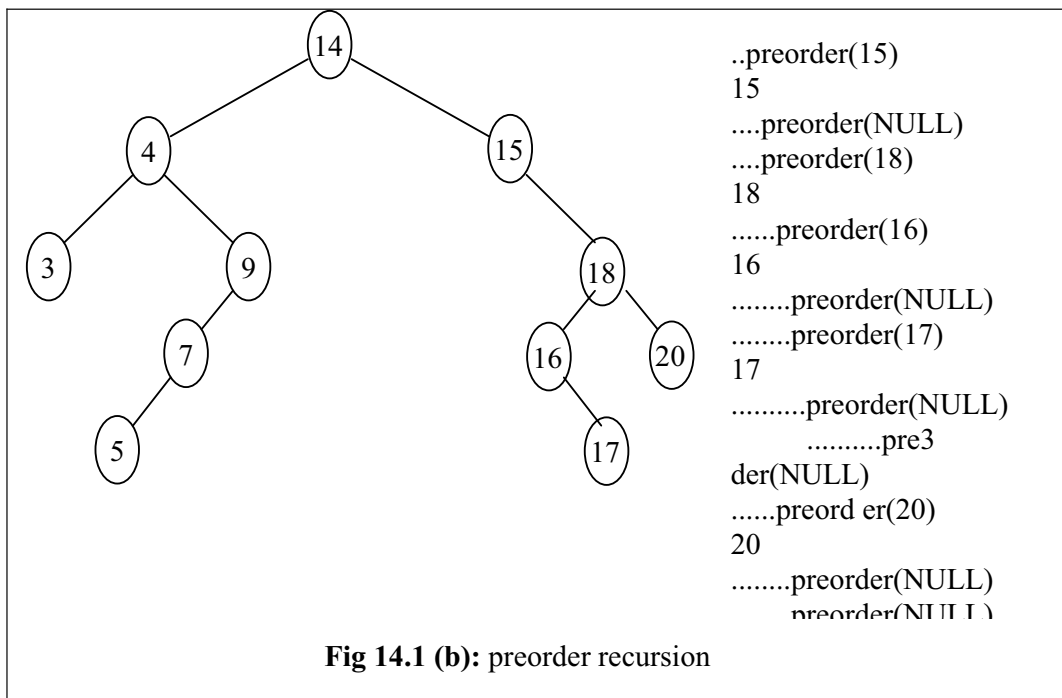 14
4
15
3
9
18
7
16
20
5
17
..preorder(15)
15
....preorder(NULL)
....preorder(18)
18
......preorder(16)
16
........preorder(NULL)
........preorder(17)
17
..........preorder(NULL)
..........pre3
der(NULL)
......preord er(20)
20
........preorder(NULL)
preorder(NULL)
Fig 14.1 (b): preorder recursion